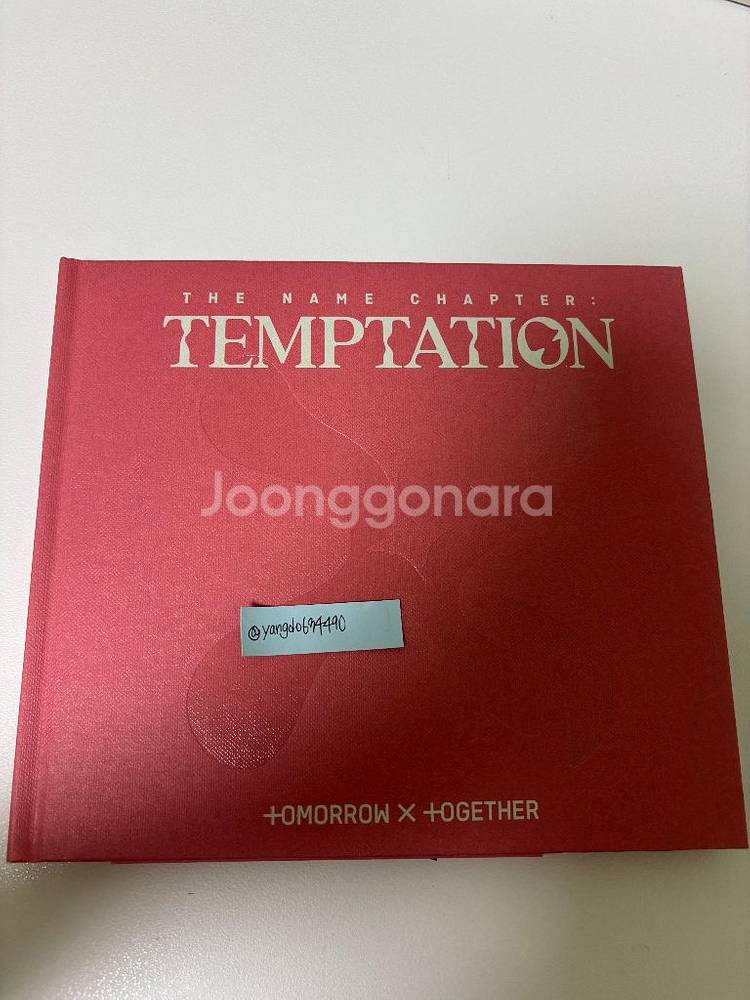 THE NAME CHAPTER:
TEMPTATION
Joonggonara
@yangdo674490
TOMORROW X TOGETHER